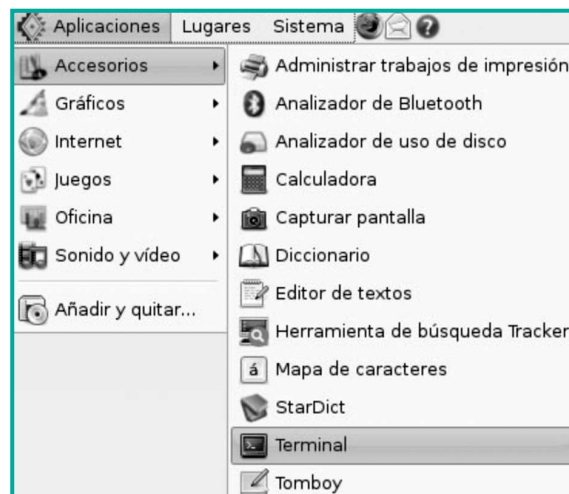 Aplicaciones Lugares Sistema
Accesorios
Gráficos
Internet
Juegos
Oficina
Sonido y vídeo
Añadir y quitar...
Administrar trabajos de impresión
Analizador de Bluetooth
Analizador de uso de disco
Calculadora
Capturar pantalla
Diccionario
Editor de textos
Herramienta de búsqueda Tracker
á Mapa de caracteres
StarDict
Terminal
Tomboy